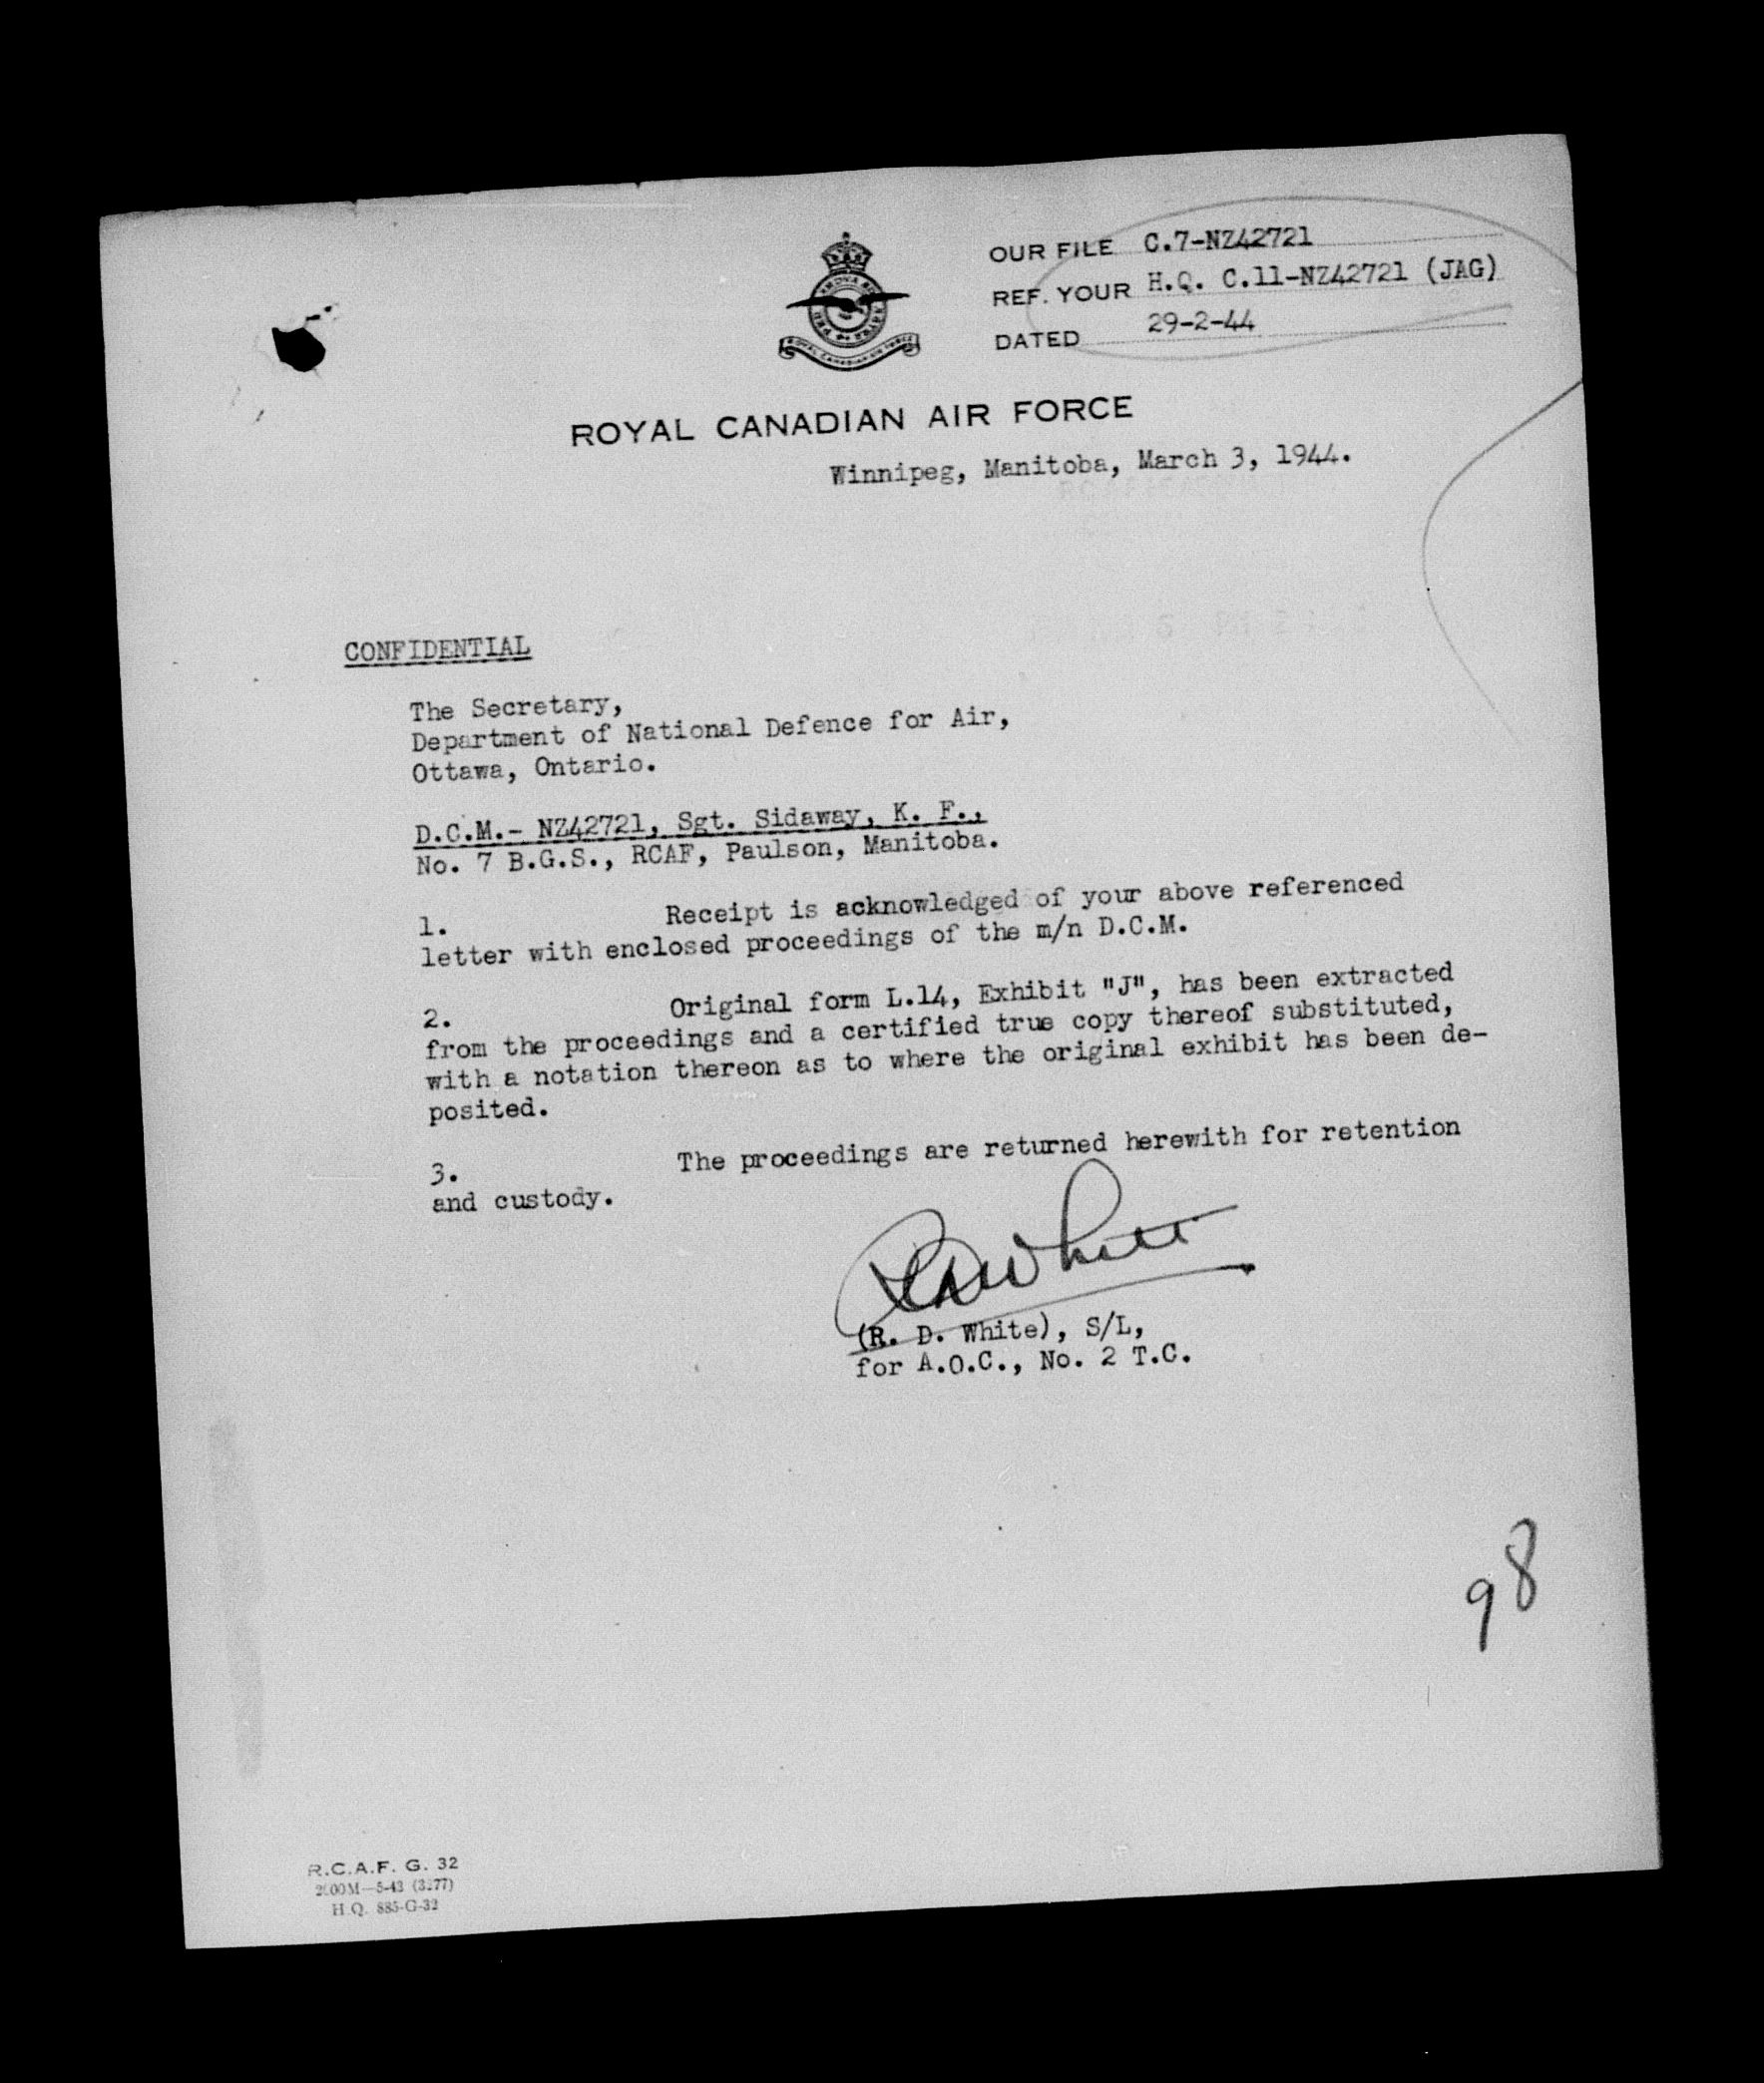 OUR FILE C.7-NZ42721
REF. YOUR H.Q. C.11-NZ42721 (JAG)
DATED 29-2-44
ROYAL CANADIAN AIR FORCE
ROYAL CANADIAN AIR FORCE
Winnipeg, Manitoba, March 3, 1944.
CONFIDENTIAL
The Secretary,
Department of National Defence for Air,
Ottawa, Ontario.
D.C.M.- NZ42721, Sgt. Sidaway, K. F.,
No. 7 B.G.S., RCAF, Paulson, Manitoba.
1. Receipt is acknowledged of your above referenced
letter with enclosed proceedings of the m/n D.C.M.
2. Original form L.14, Exhibit "J", has been extracted
from the proceedings and a certified true copy thereof substituted,
with a notation thereon as to where the original exhibit has been de-
posited.
3. The proceedings are returned herewith for retention
and custody.
RDWhite
(R. D. White), S/L,
for A.O.C., No. 2 T.C.
98
R.C.A.F. G. 32
H.Q. 885-G-32